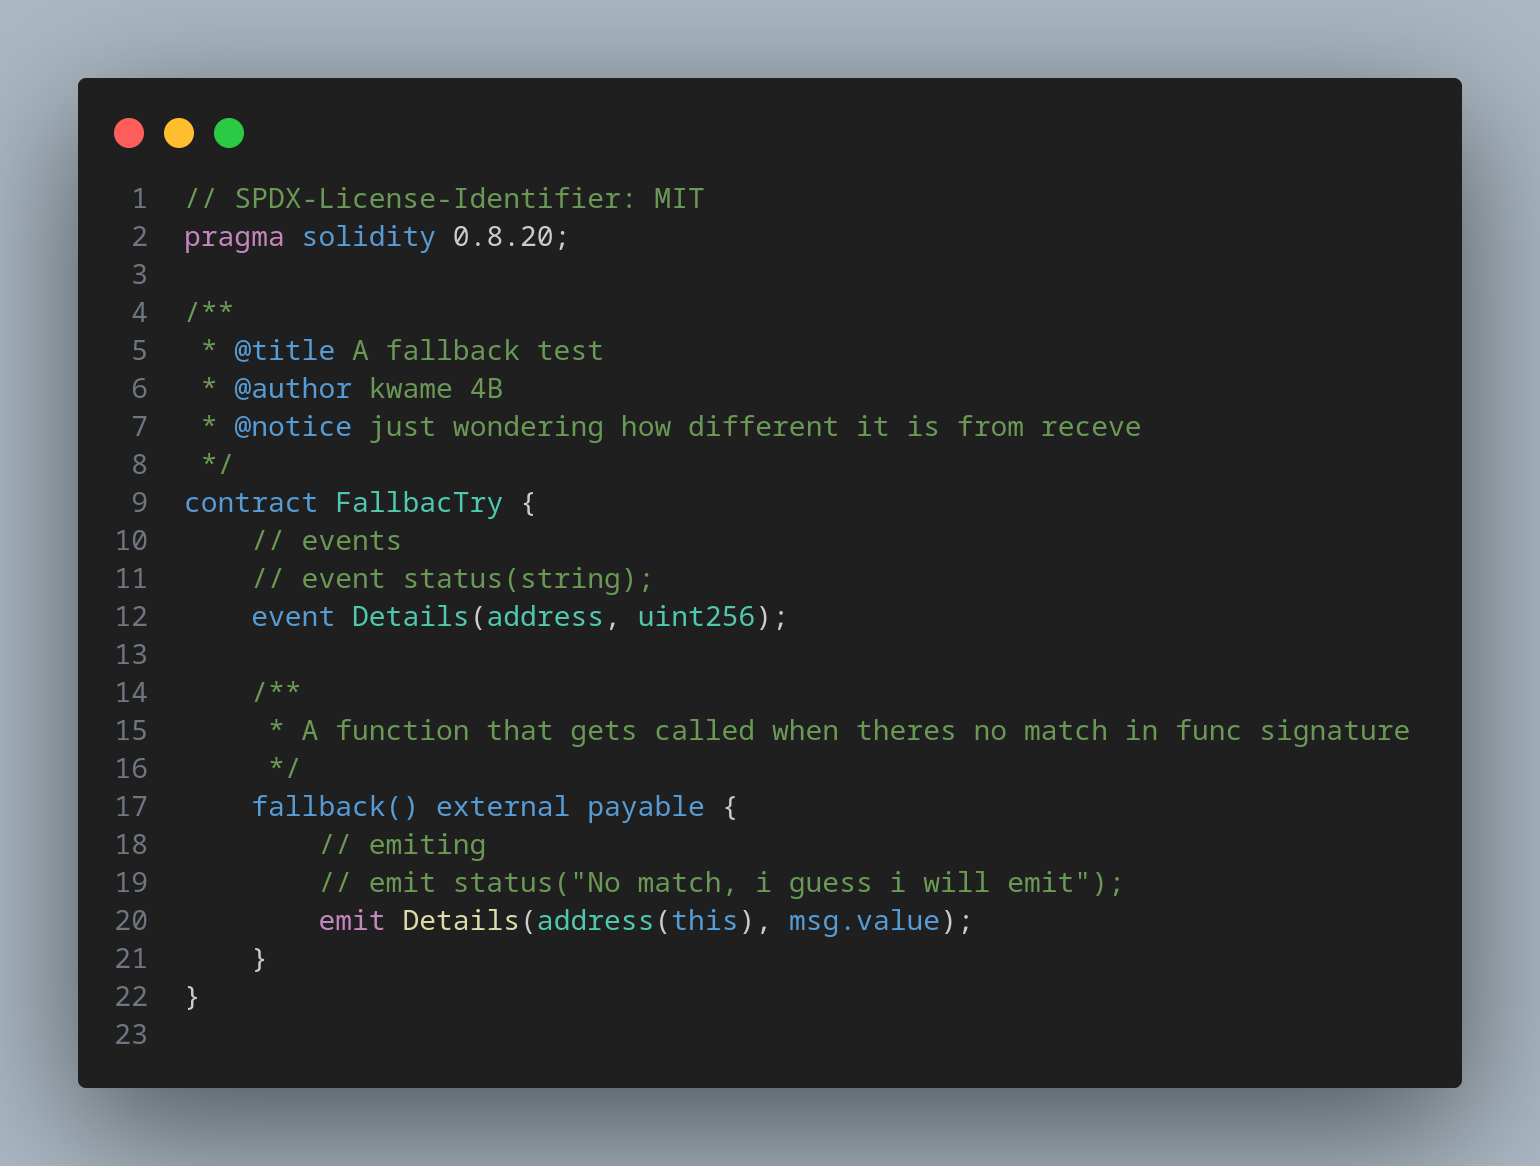 1 // SPDX-License-Identifier: MIT
2 pragma solidity 0.8.20;
3
4 /**
5  * @title A fallback test
6  * @author kwame 4B
7  * @notice just wondering how different it is from receve
8  */
9 contract FallbacTry {
10     // events
11     // event status(string);
12     event Details(address, uint256);
13
14     /**
15      * A function that gets called when theres no match in func signature
16      */
17     fallback() external payable {
18         // emiting
19         // emit status("No match, i guess i will emit");
20         emit Details(address(this), msg.value);
21     }
22 }
23